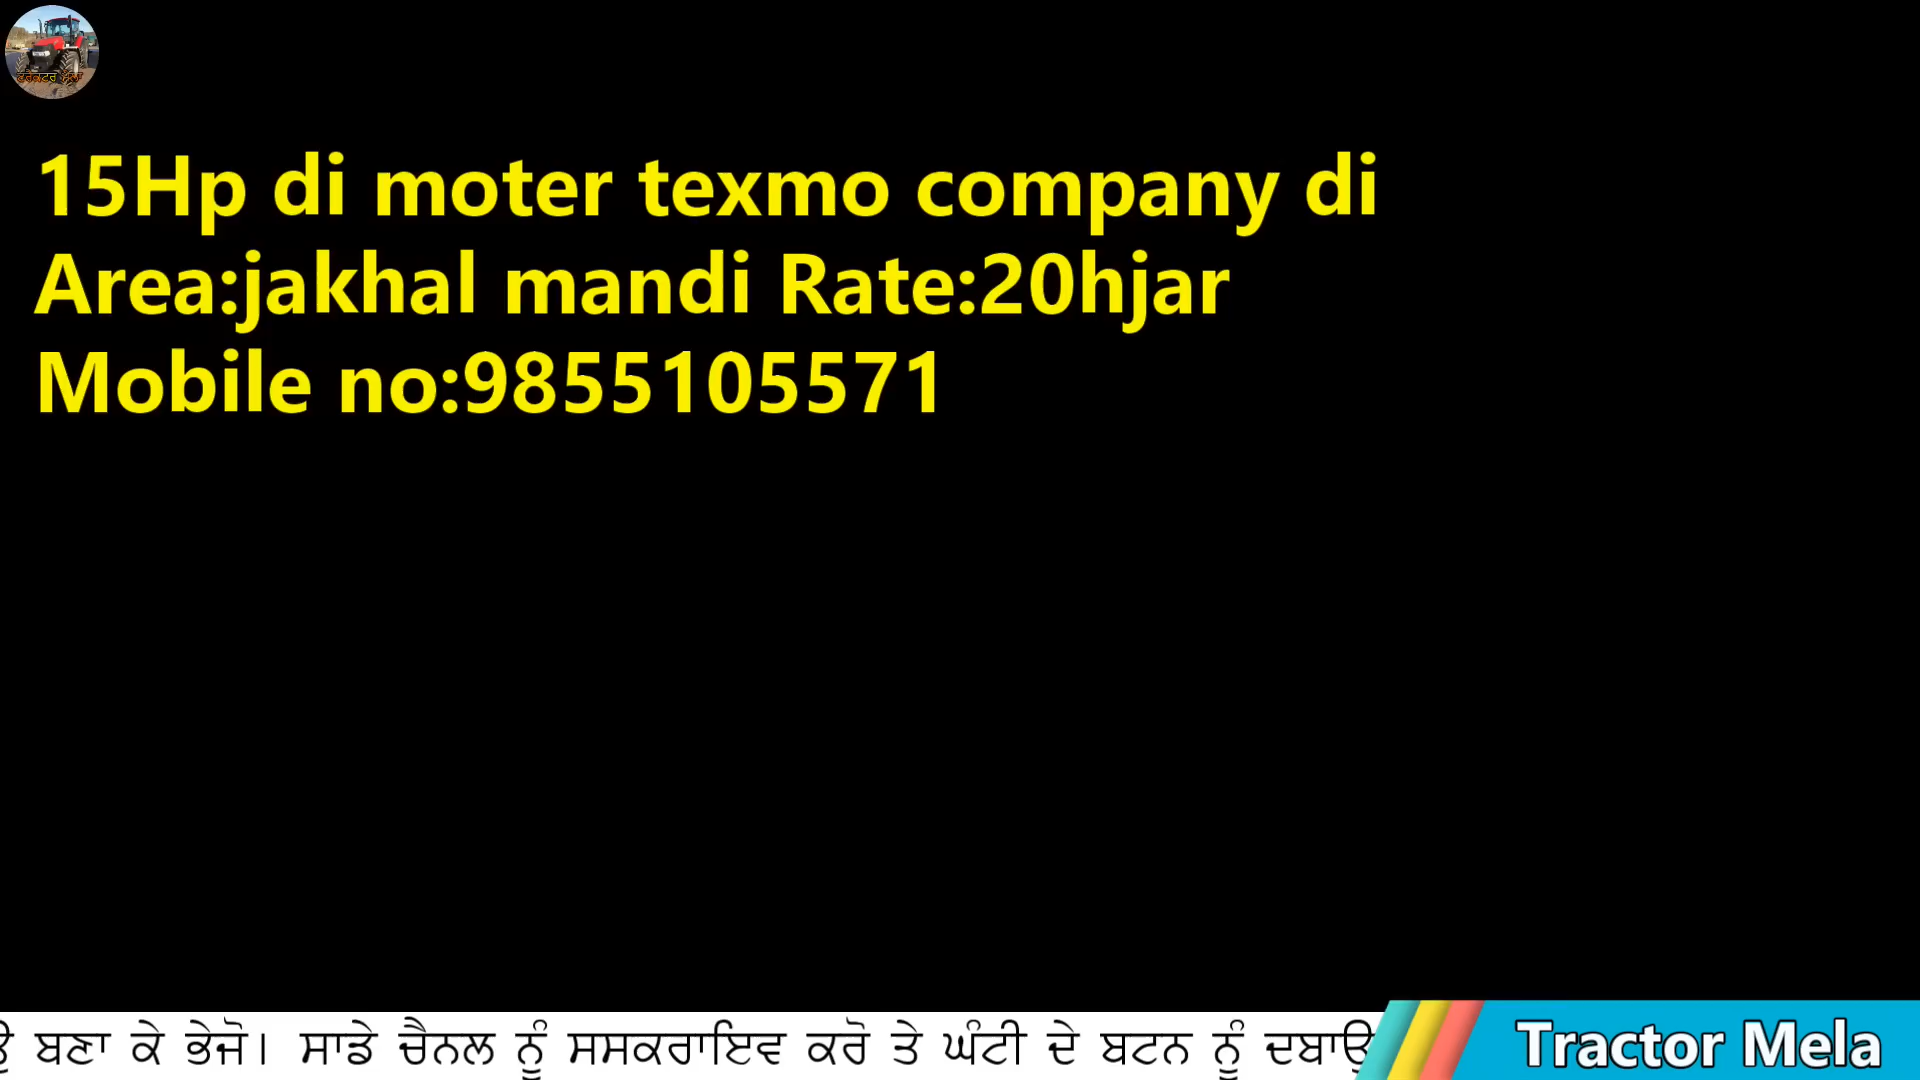 15Hp di moter texmo company di
Area:jakhal mandi Rate:20hjar
Mobile no:9855105571
ਬਣਾ ਕੇ ਭੇਜੋ। ਸਾਡੇ ਚੈਨਲ ਨੂੰ ਸਸਕਰਾਇਵ ਕਰੋ ਤੇ ਘੰਟੀ ਦੇ ਬਟਨ ਨੂੰ ਦਬਾਉ
Tractor Mela